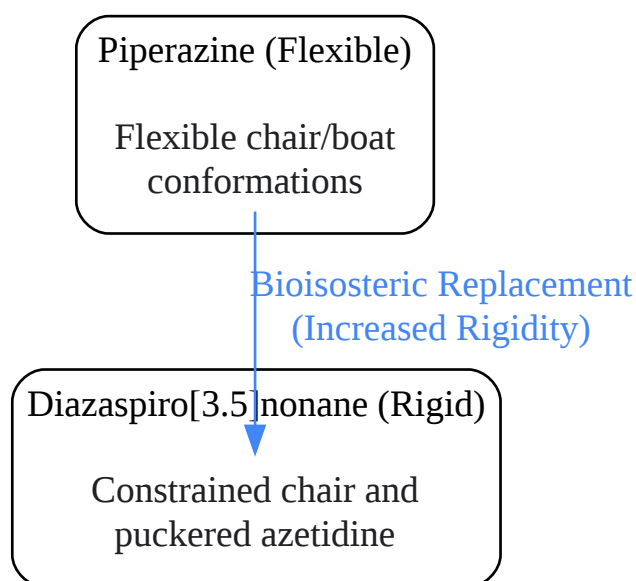 Piperazine (Flexible)
Flexible chair/boat
conformations
Bioisosteric Replacement
(Increased Rigidity)
Diazaspiro[3.5]nonane (Rigid)
Constrained chair and
puckered azetidine